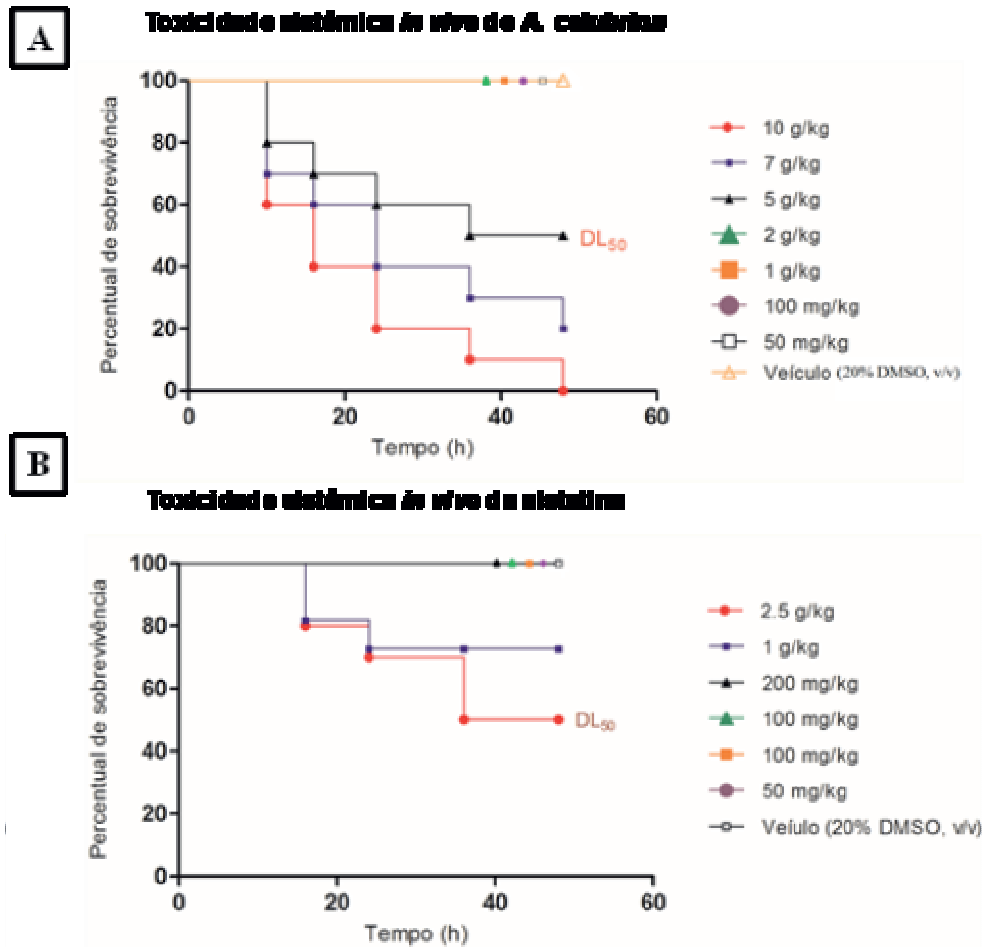 A
Toxicidade sistêmica in vivo de A.
100
80
60
40
20
0
0 20 40 60
Percentual de sobrevivência
Tempo (h)
DL50
10 g/kg
7 g/kg
5 g/kg
2 g/kg
1 g/kg
100 mg/kg
50 mg/kg
Veículo (20% DMSO, v/v)
B
Toxicidade sistêmica in vivo da nistatina
100
80
60
40
20
0
0 20 40 60
Percentual de sobrevivência
Tempo (h)
DL50
2.5 g/kg
1 g/kg
200 mg/kg
100 mg/kg
100 mg/kg
50 mg/kg
Veíulo (20% DMSO, v/v)